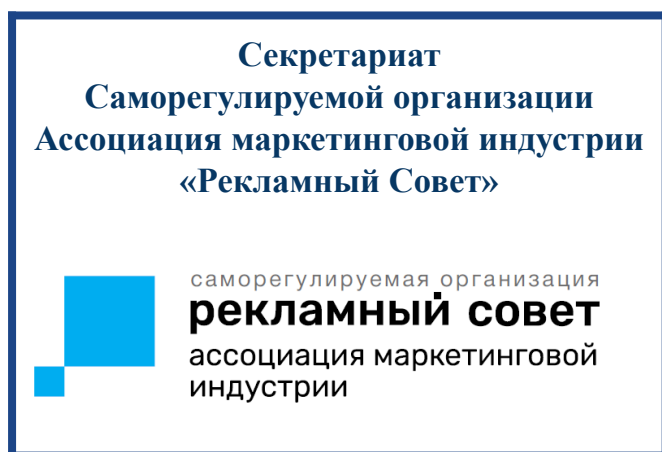 Секретариат
Саморегулируемой организации
Ассоциация маркетинговой индустрии
«Рекламный Совет»
саморегулируемая организация
рекламный совет
ассоциация маркетинговой
индустрии